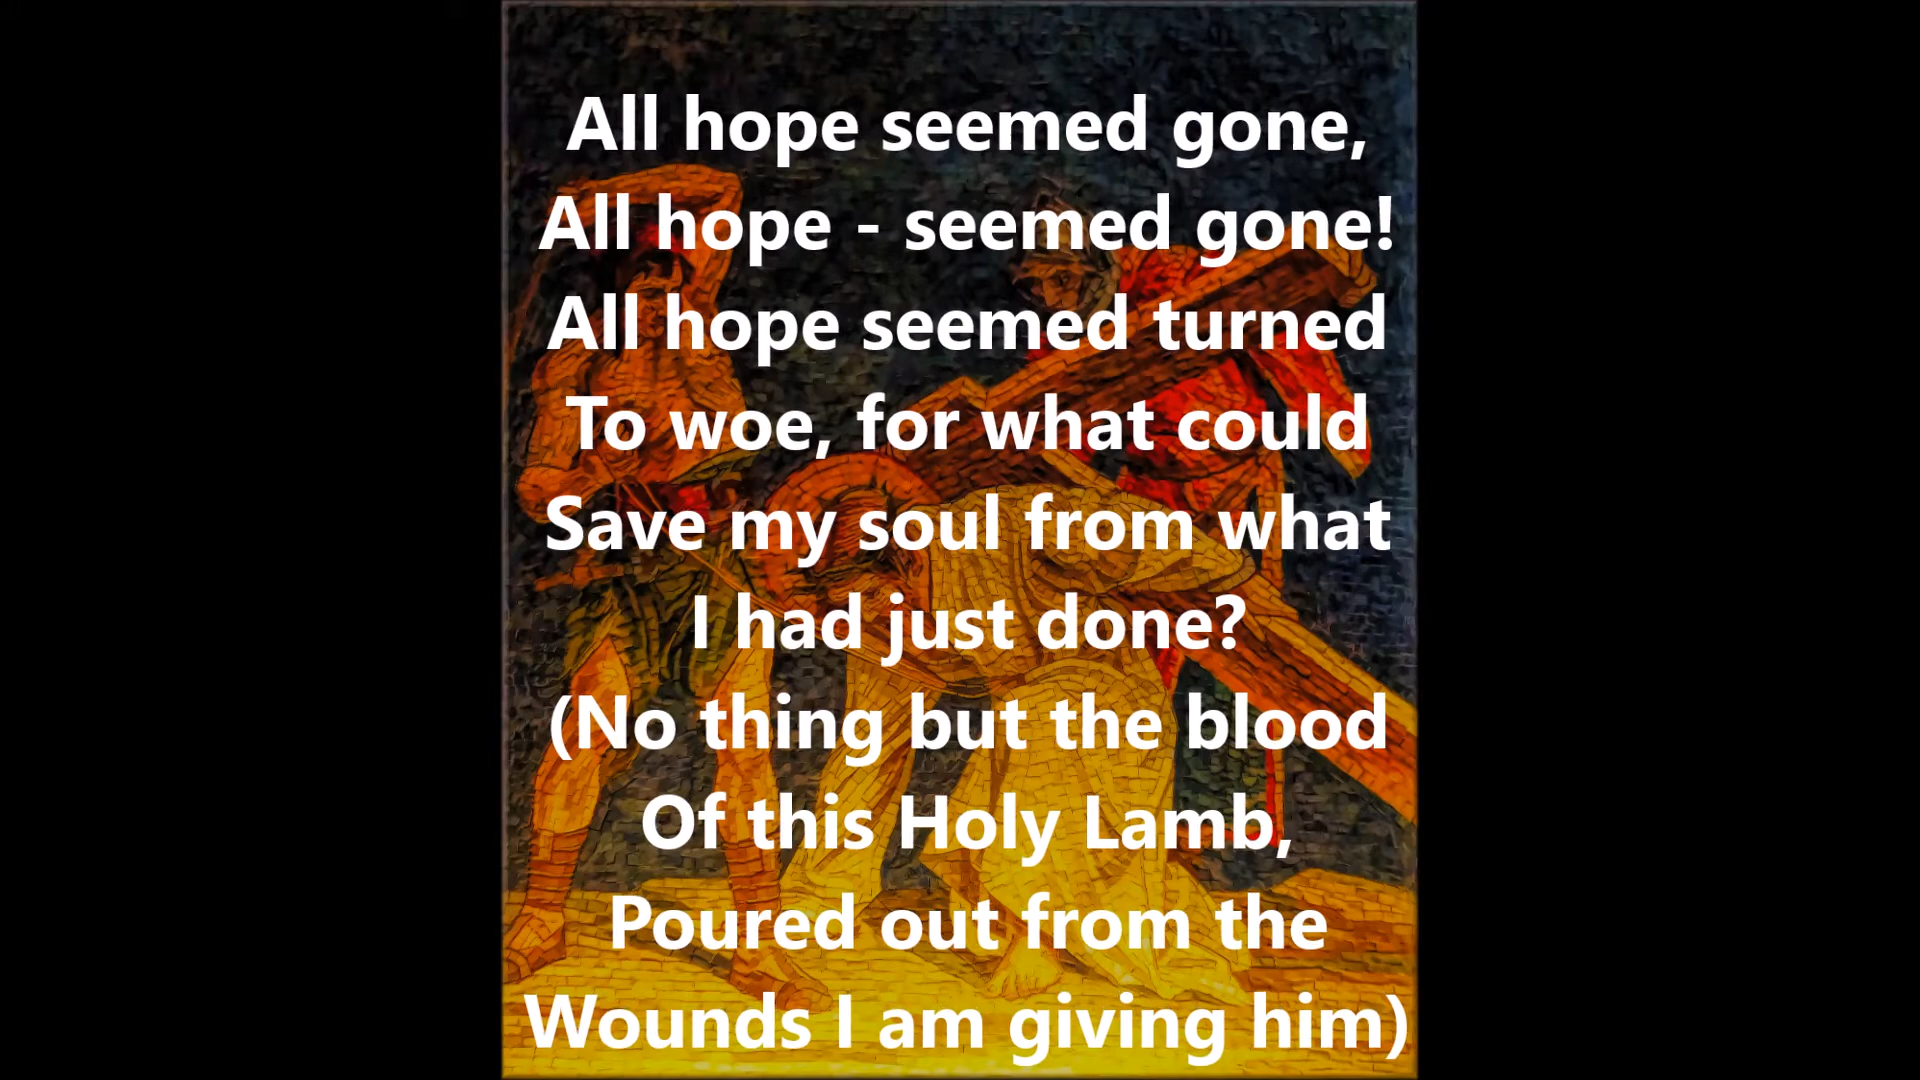 All hope seemed gone,
All hope - seemed gone!
All hope seemed turned
To woe, for what could
Save my soul from what
I had just done?
(No thing but the blood
Of this Holy Lamb,
Poured out from the
Wounds I am giving him)